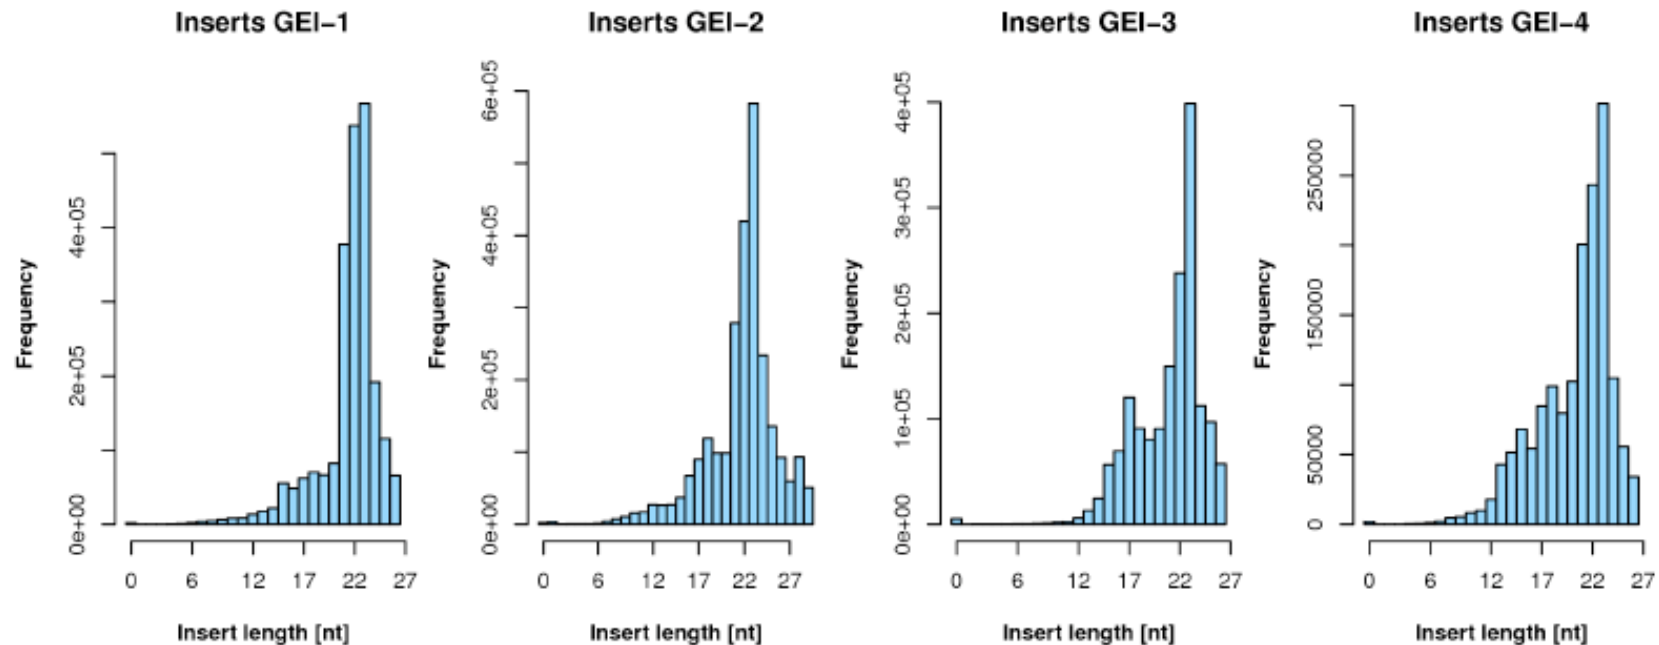 Inserts GEI−1
Frequency
0e+00 2e+05 4e+05
0 6 12 22 27
Insert length [nt]
Inserts GEI−2
Frequency
0e+00 2e+05 4e+05 6e+05
0 6 12 22 27
Insert length [nt]
Inserts GEI−3
Frequency
0e+00 1e+05 2e+05 3e+05 4e+05
0 6 12 17 22 27
Insert length [nt]
Inserts GEI−4
Frequency
0 50000 150000 250000
0 6 12 17 22 27
Insert length [nt]